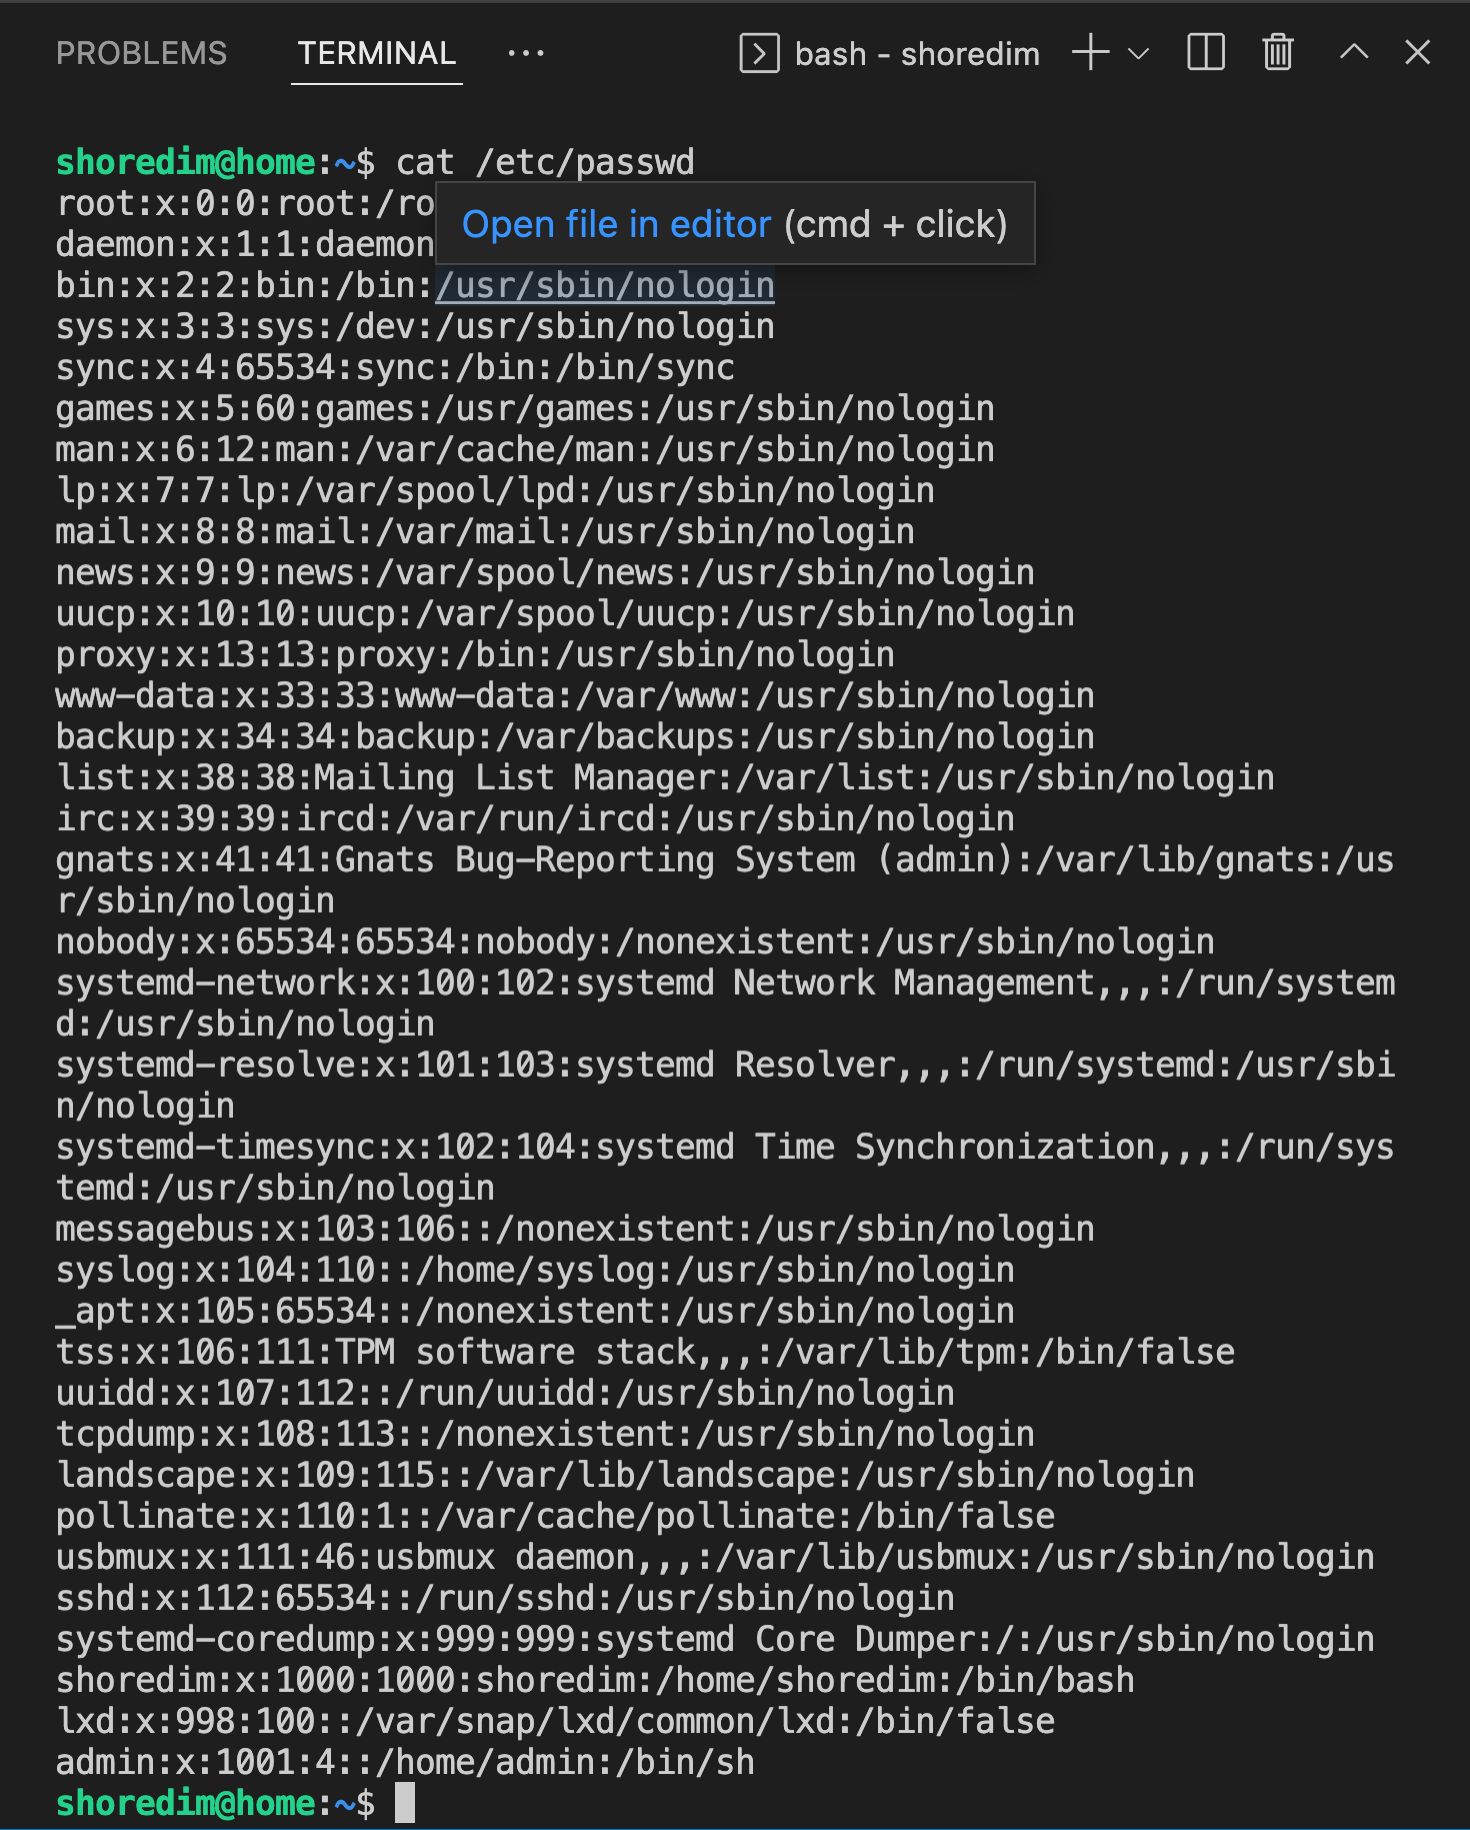 PROBLEMS TERMINAL ··· bash - shoredim
shoredim@home:~$ cat /etc/passwd
root:x:0:0:root:/ro
Open file in editor (cmd + click)
daemon:x:1:1:daemon
bin:x:2:2:bin:/bin:/usr/sbin/nologin
sys:x:3:3:sys:/dev:/usr/sbin/nologin
sync:x:4:65534:sync:/bin:/bin/sync
games:x:5:60:games:/usr/games:/usr/sbin/nologin
man:x:6:12:man:/var/cache/man:/usr/sbin/nologin
lp:x:7:7:lp:/var/spool/lpd:/usr/sbin/nologin
mail:x:8:8:mail:/var/mail:/usr/sbin/nologin
news:x:9:9:news:/var/spool/news:/usr/sbin/nologin
uucp:x:10:10:uucp:/var/spool/uucp:/usr/sbin/nologin
proxy:x:13:13:proxy:/bin:/usr/sbin/nologin
www-data:x:33:33:www-data:/var/www:/usr/sbin/nologin
backup:x:34:34:backup:/var/backups:/usr/sbin/nologin
list:x:38:38:Mailing List Manager:/var/list:/usr/sbin/nologin
irc:x:39:39:ircd:/var/run/ircd:/usr/sbin/nologin
gnats:x:41:41:Gnats Bug-Reporting System (admin):/var/lib/gnats:/us
r/sbin/nologin
nobody:x:65534:65534:nobody:/nonexistent:/usr/sbin/nologin
systemd-network:x:100:102:systemd Network Management,,,:/run/system
d:/usr/sbin/nologin
systemd-resolve:x:101:103:systemd Resolver,,,:/run/systemd:/usr/sbi
n/nologin
systemd-timesync:x:102:104:systemd Time Synchronization,,,:/run/sys
temd:/usr/sbin/nologin
messagebus:x:103:106::/nonexistent:/usr/sbin/nologin
syslog:x:104:110::/home/syslog:/usr/sbin/nologin
_apt:x:105:65534::/nonexistent:/usr/sbin/nologin
tss:x:106:111:TPM software stack,,,:/var/lib/tpm:/bin/false
uuidd:x:107:112::/run/uuidd:/usr/sbin/nologin
tcpdump:x:108:113::/nonexistent:/usr/sbin/nologin
landscape:x:109:115::/var/lib/landscape:/usr/sbin/nologin
pollinate:x:110:1::/var/cache/pollinate:/bin/false
usbmux:x:111:46:usbmux daemon,,,:/var/lib/usbmux:/usr/sbin/nologin
sshd:x:112:65534::/run/sshd:/usr/sbin/nologin
systemd-coredump:x:999:999:systemd Core Dumper:/:/usr/sbin/nologin
shoredim:x:1000:1000:shoredim:/home/shoredim:/bin/bash
lxd:x:998:100::/var/snap/lxd/common/lxd:/bin/false
admin:x:1001:4::/home/admin:/bin/sh
shoredim@home:~$